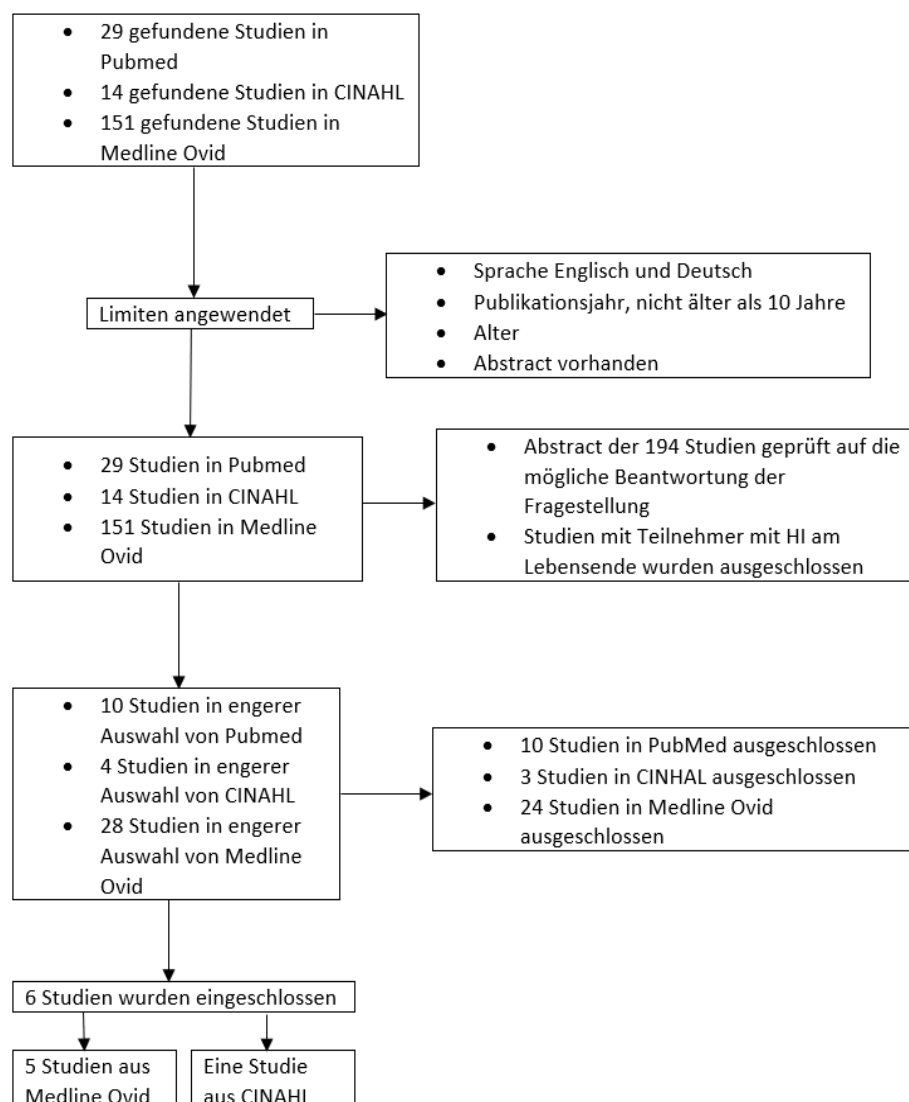 • 29 gefundene Studien in
Pubmed
• 14 gefundene Studien in CINAHL
• 151 gefundene Studien in
Medline Ovid
Limiten angewendet
• Sprache Englisch und Deutsch
• Publikationsjahr, nicht älter als 10 Jahre
• Alter
• Abstract vorhanden
• 29 Studien in Pubmed
• 14 Studien in CINAHL
• 151 Studien in Medline
Ovid
• Abstract der 194 Studien geprüft auf die
mögliche Beantwortung der
Fragestellung
• Studien mit Teilnehmer mit HI am
Lebensende wurden ausgeschlossen
• 10 Studien in engerer
Auswahl von Pubmed
• 4 Studien in engerer
Auswahl von CINAHL
• 28 Studien in engerer
Auswahl von Medline
Ovid
• 10 Studien in PubMed ausgeschlossen
• 3 Studien in CINHAL ausgeschlossen
• 24 Studien in Medline Ovid
ausgeschlossen
6 Studien wurden eingeschlossen
5 Studien aus
Medline Ovid
Eine Studie
aus CINAHL